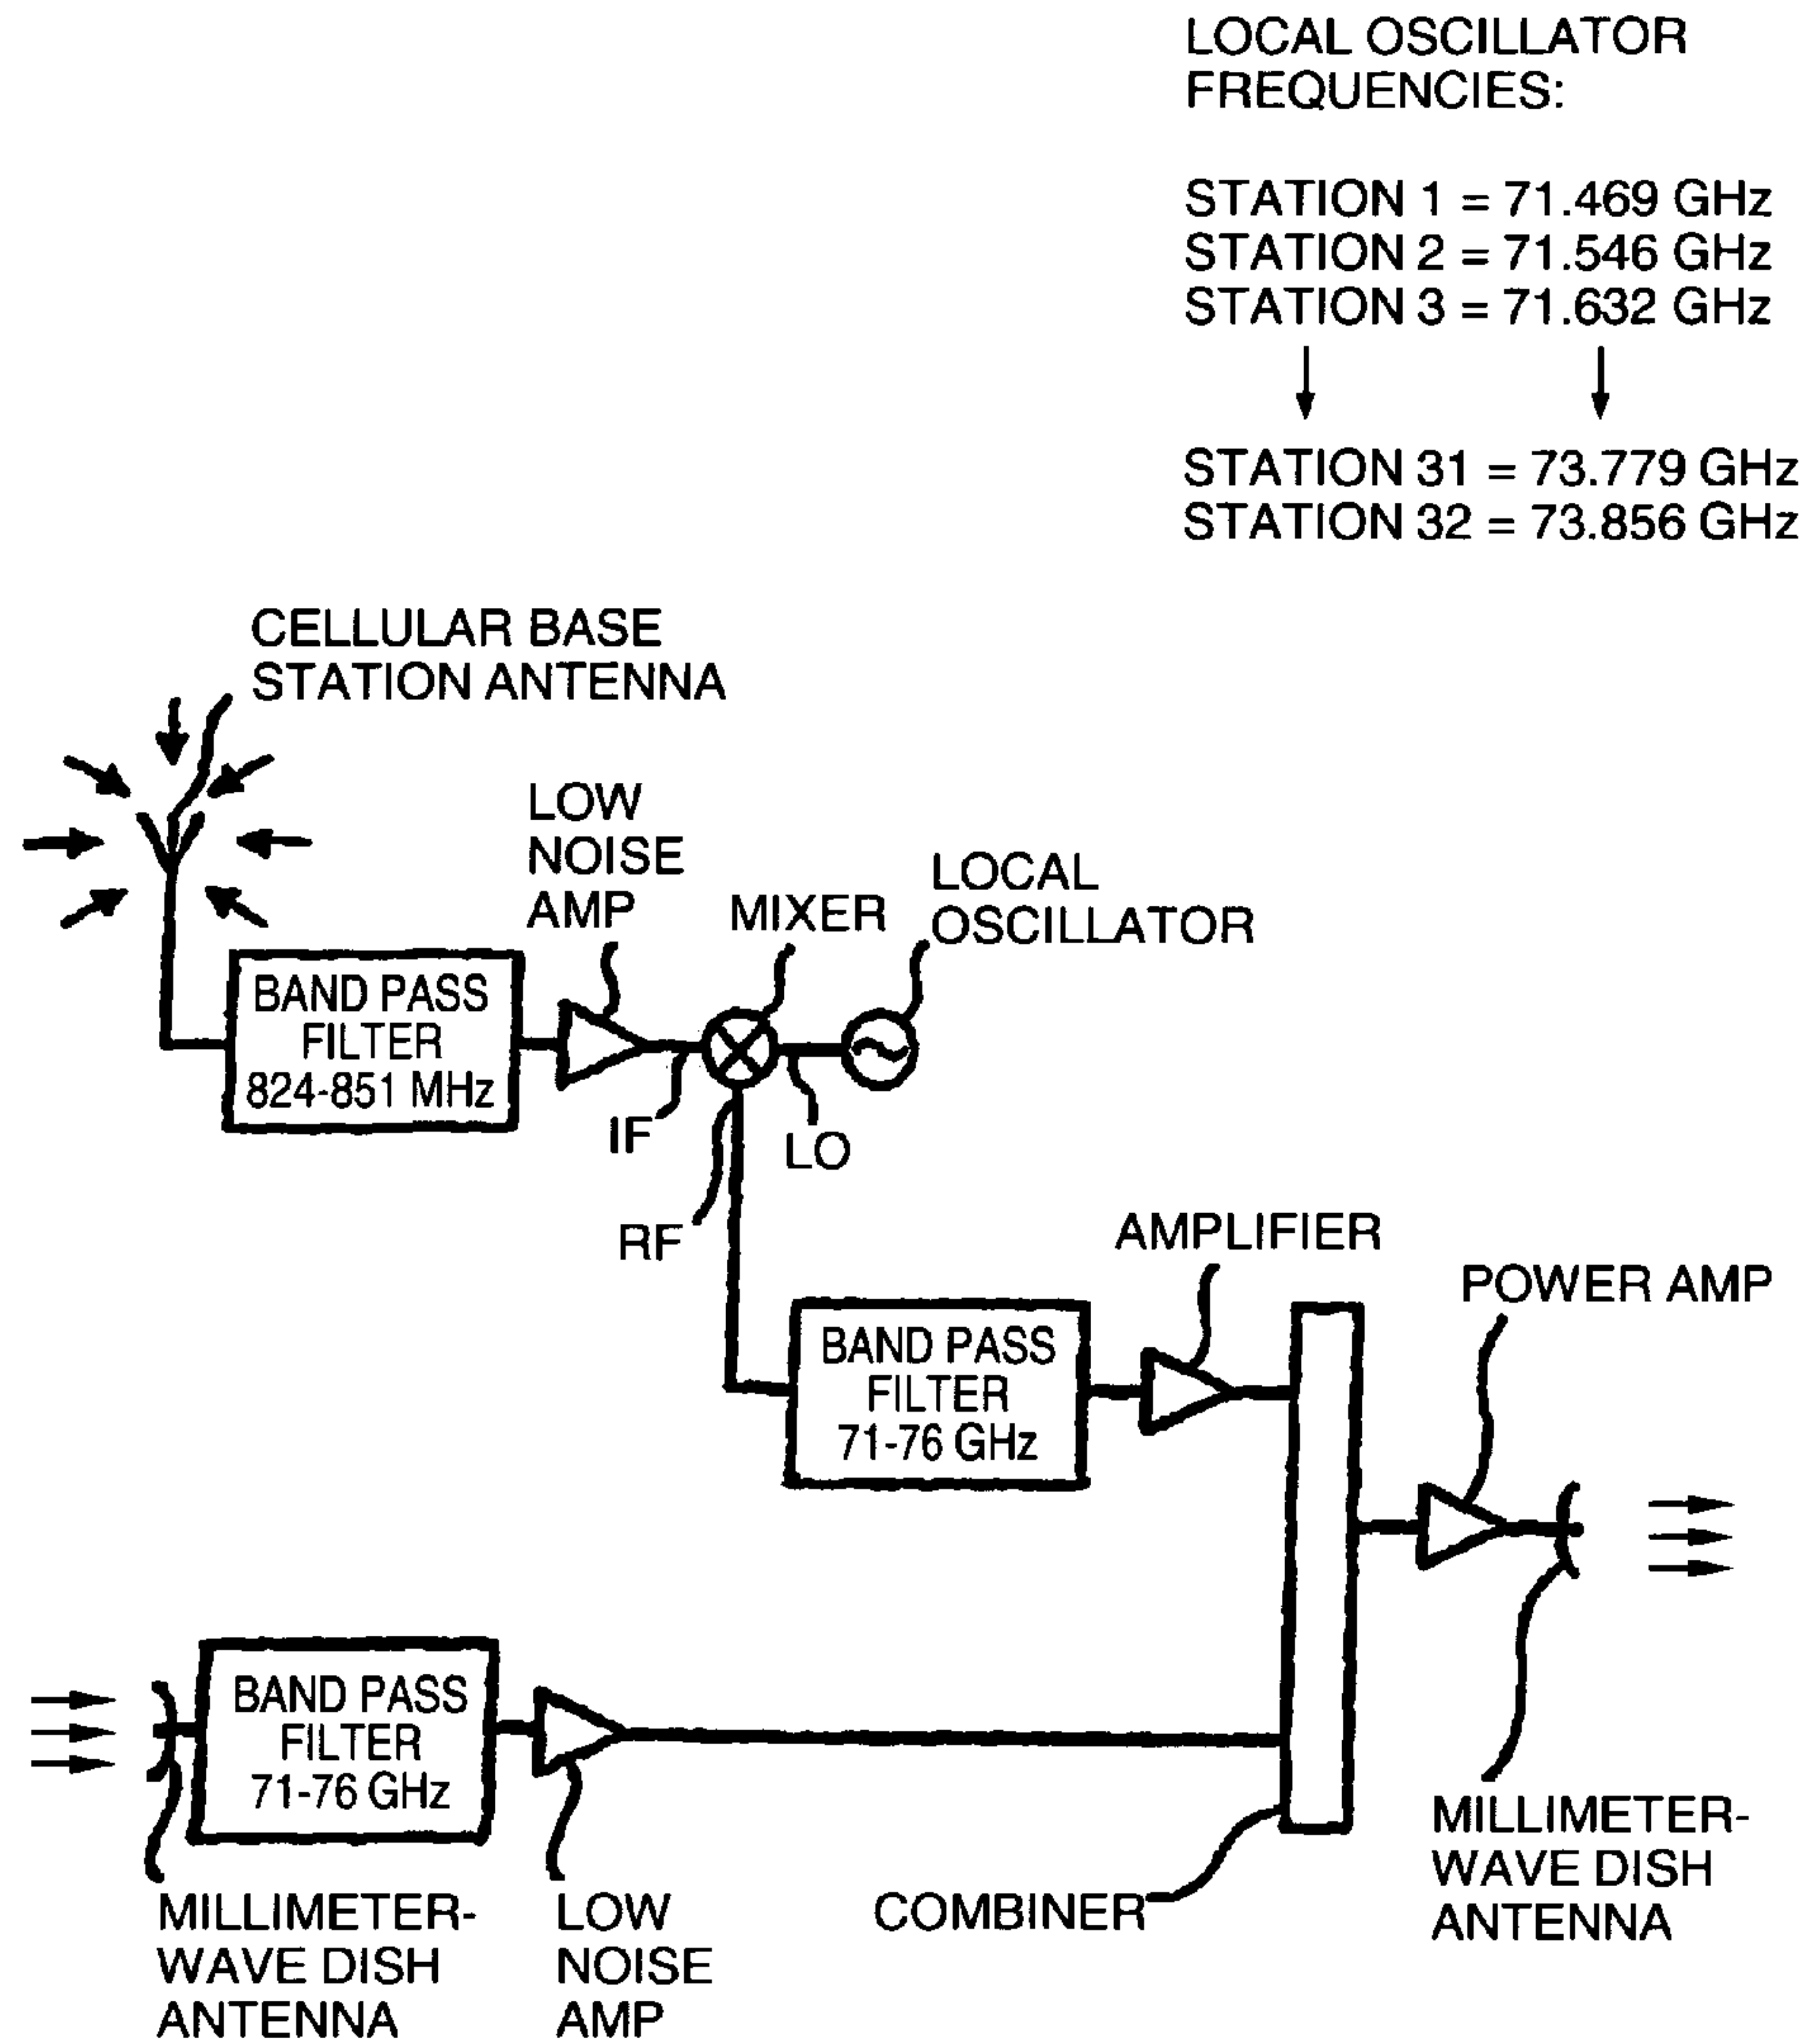 LOCAL OSCILLATOR
FREQUENCIES:
STATION 1 = 71.469 GHz
STATION 2 = 71.546 GHz
STATION 3 = 71.632 GHz
STATION 31 = 73.779 GHz
STATION 32 = 73.856 GHz
CELLULAR BASE
STATION ANTENNA
LOW
NOISE
AMP
MIXER
LOCAL
OSCILLATOR
BAND PASS
FILTER
824-851 MHz
IF
LO
RF
AMPLIFIER
POWER AMP
BAND PASS
FILTER
71-76 GHz
BAND PASS
FILTER
71-76 GHz
MILLIMETER-
WAVE DISH
ANTENNA
LOW
NOISE
AMP
COMBINER
MILLIMETER-
WAVE DISH
ANTENNA